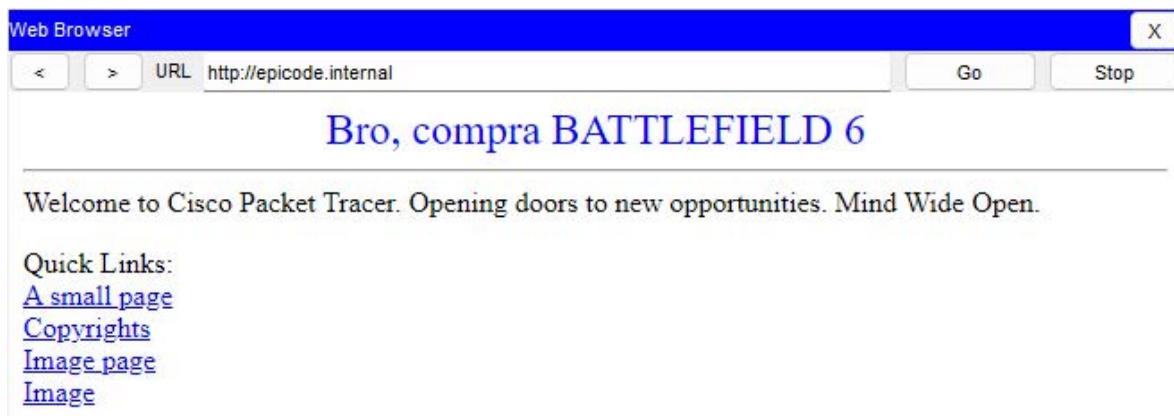 Web Browser X
< > URL http://epicode.internal Go Stop
Bro, compra BATTLEFIELD 6
Welcome to Cisco Packet Tracer. Opening doors to new opportunities. Mind Wide Open.
Quick Links:
A small page
Copyrights
Image page
Image